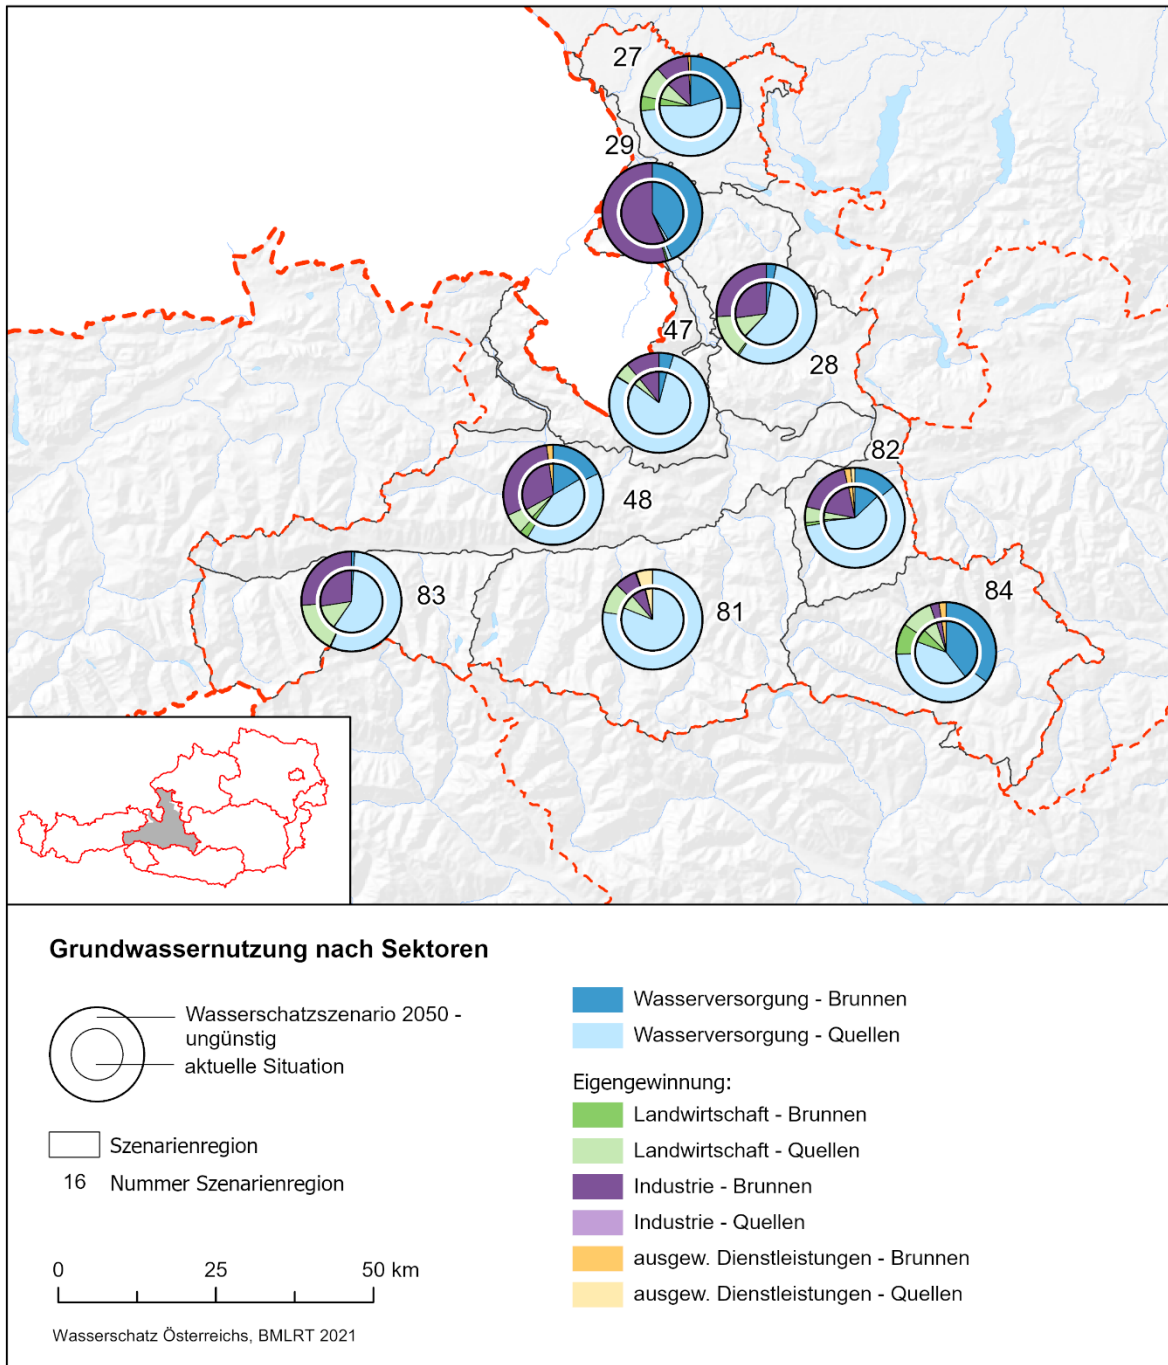 27
29
47
28
82
48
83
81
84
Grundwassernutzung nach Sektoren
Wasserschatzszenario 2050 -
ungünstig
aktuelle Situation
Szenarienregion
16 Nummer Szenarienregion
0 25 50 km
Wasserschatz Österreichs, BMLRT 2021
Wasserversorgung - Brunnen
Wasserversorgung - Quellen
Eigengewinnung:
Landwirtschaft - Brunnen
Landwirtschaft - Quellen
Industrie - Brunnen
Industrie - Quellen
ausgew. Dienstleistungen - Brunnen
ausgew. Dienstleistungen - Quellen